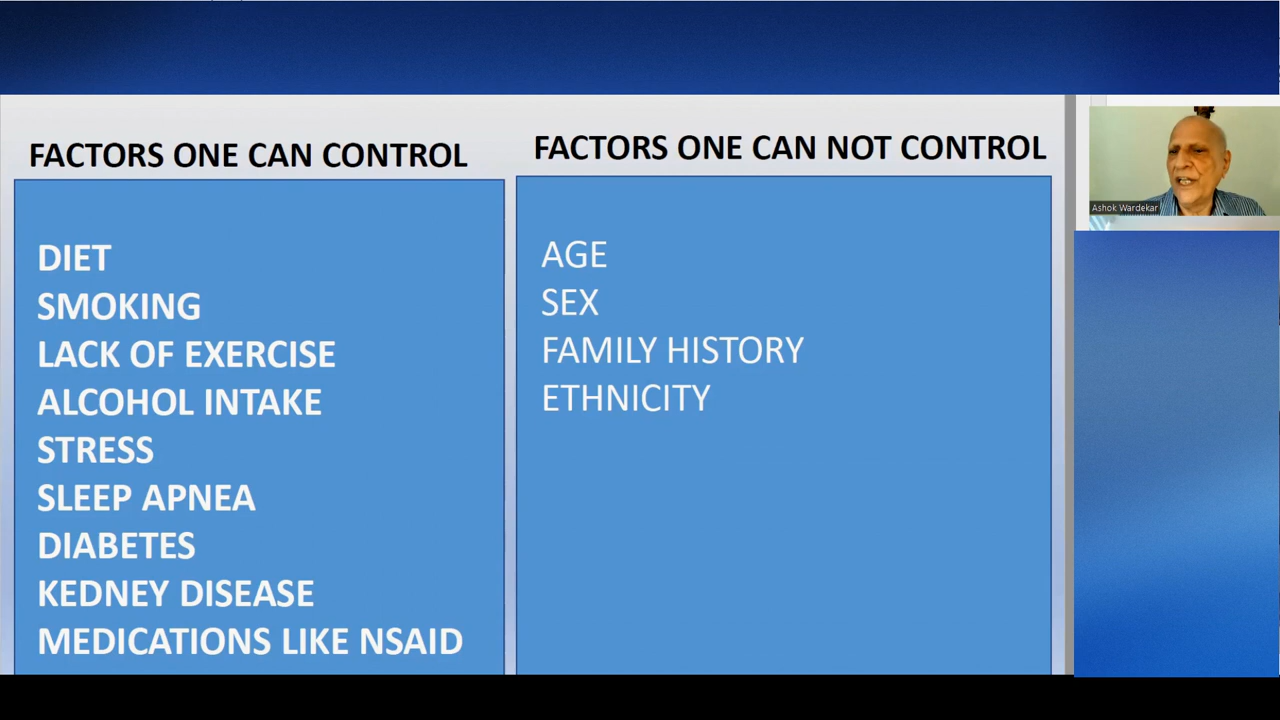 FACTORS ONE CAN CONTROL
DIET
SMOKING
LACK OF EXERCISE
ALCOHOL INTAKE
STRESS
SLEEP APNEA
DIABETES
KEDNEY DISEASE
MEDICATIONS LIKE NSAID
FACTORS ONE CAN NOT CONTROL
AGE
SEX
FAMILY HISTORY
ETHNICITY
Ashok Wardekar